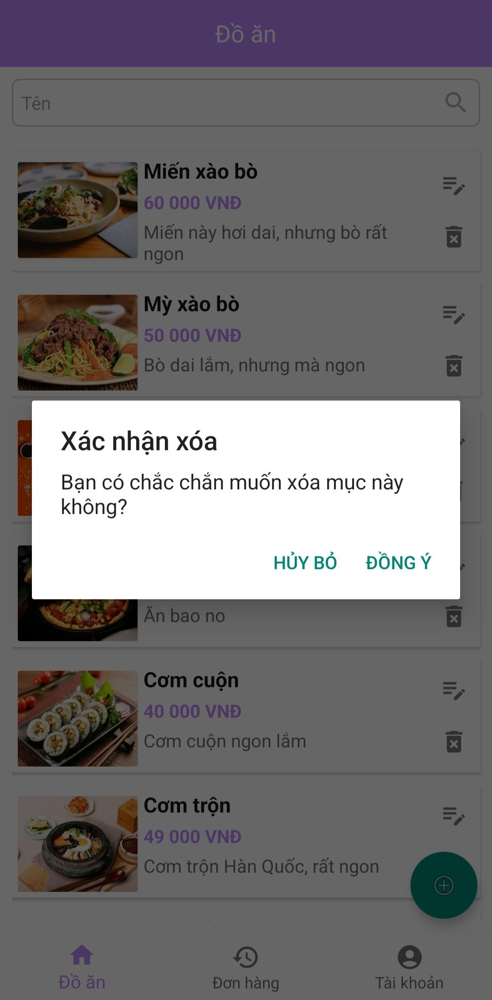 Đồ ăn
Tên
Miến xào bò
60 000 VNĐ
Miến này hơi dai, nhưng bò rất
ngon
Mỳ xào bò
50 000 VNĐ
Bò dai lắm, nhưng mà ngon
Xác nhận xóa
Bạn có chắc chắn muốn xóa mục này
không?
HỦY BỎ
ĐỒNG Ý
Ăn bao no
Cơm cuộn
40 000 VNĐ
Cơm cuộn ngon lắm
Cơm trộn
49 000 VNĐ
Cơm trộn Hàn Quốc, rất ngon
Đồ ăn
Đơn hàng
Tài khoản